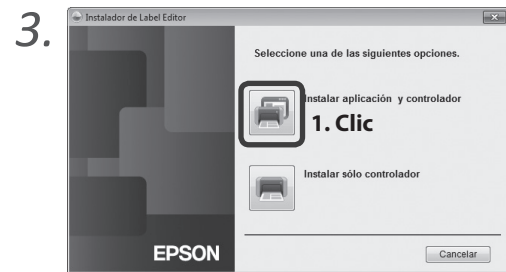 3.
Instalador de Label Editor
Seleccione una de las siguientes opciones.
Instalar aplicación y controlador
1. Clic
Instalar sólo controlador
EPSON
Cancelar